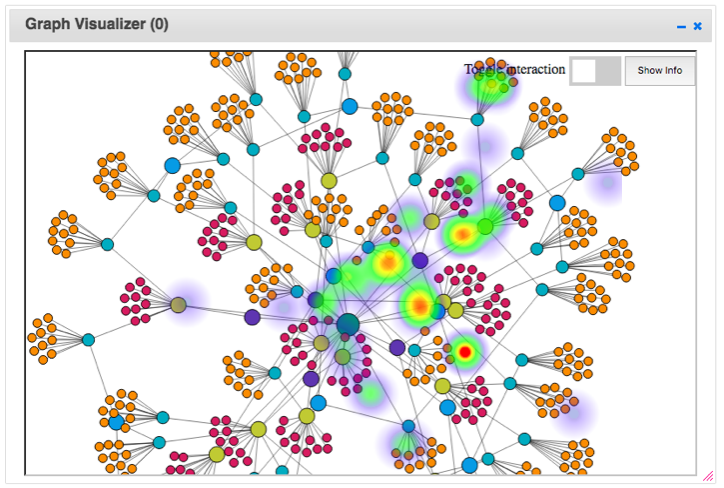 Graph Visualizer (0)
Toggle interaction
Show Info